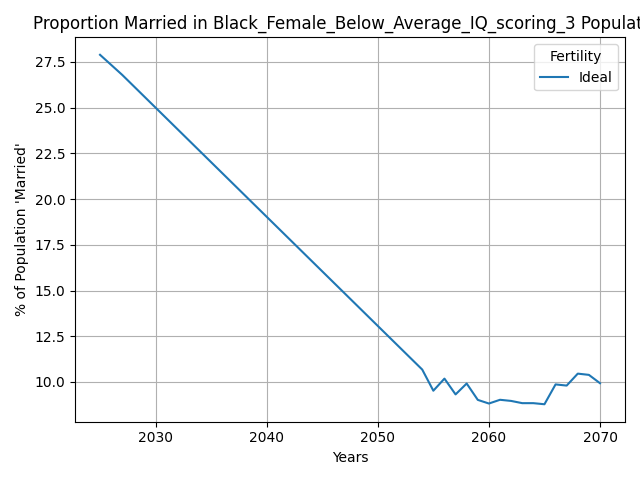 Proportion Married in Black_Female_Below_Average_IQ_scoring_3 Populat
Fertility
Ideal
% of Population 'Married'
27.5
25.0
22.5
20.0
17.5
15.0
12.5
10.0
2030 2040 2050 2060 2070
Years